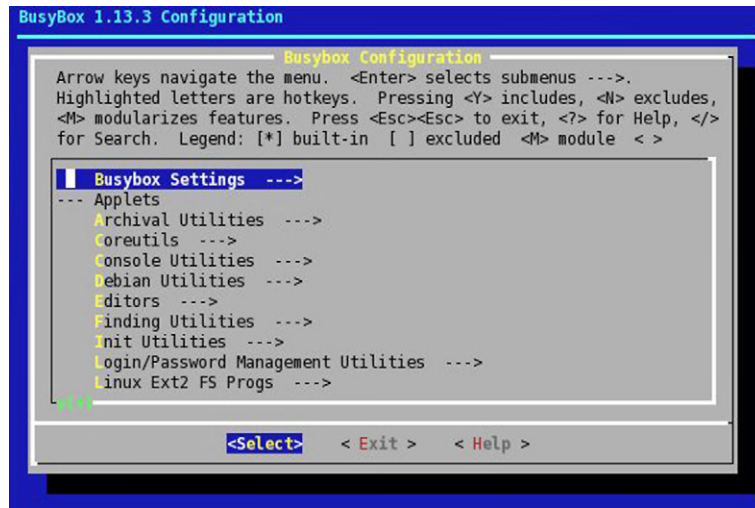 BusyBox 1.13.3 Configuration
Busybox Configuration
Arrow keys navigate the menu. <Enter> selects submenus --->.
Highlighted letters are hotkeys. Pressing <Y> includes, <N> excludes,
<M> modularizes features. Press <Esc><Esc> to exit, <?> for Help, </>
for Search. Legend: [*] built-in [ ] excluded <M> module < >
Busybox Settings --->
--- Applets
Archival Utilities --->
Coreutils --->
Console Utilities --->
Debian Utilities --->
Editors --->
Finding Utilities --->
Init Utilities --->
Login/Password Management Utilities --->
Linux Ext2 FS Progs --->
<Select> < Exit > < Help >